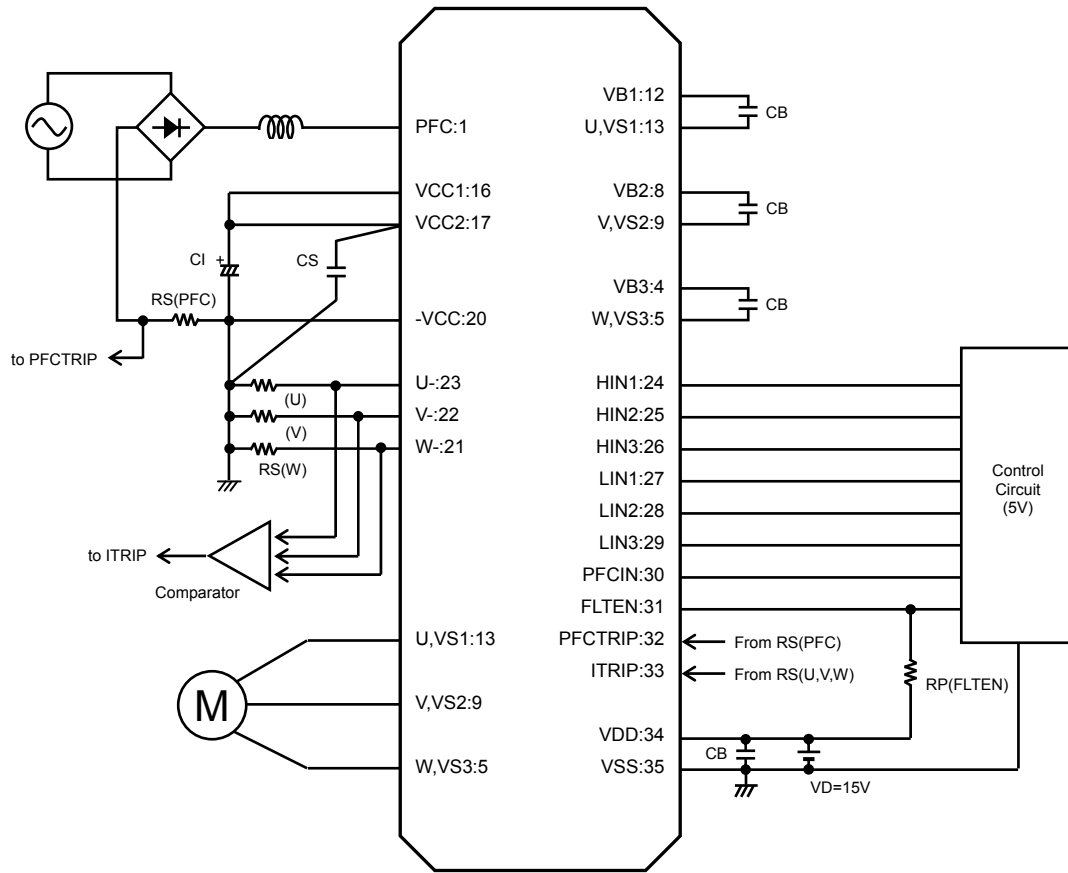 PFC:1
VCC1:16
VCC2:17
CI
+
CS
RS(PFC)
-VCC:20
to PFCTRIP
U-:23
(U)
V-:22
(V)
W-:21
RS(W)
to ITRIP
Comparator
U,VS1:13
M
V,VS2:9
W,VS3:5
VB1:12
CB
U,VS1:13
VB2:8
CB
V,VS2:9
VB3:4
CB
W,VS3:5
HIN1:24
HIN2:25
HIN3:26
LIN1:27
LIN2:28
LIN3:29
PFCIN:30
FLTEN:31
Control
Circuit
(5V)
PFCTRIP:32
From RS(PFC)
ITRIP:33
From RS(U,V,W)
RP(FLTEN)
VDD:34
CB
VSS:35
VD=15V